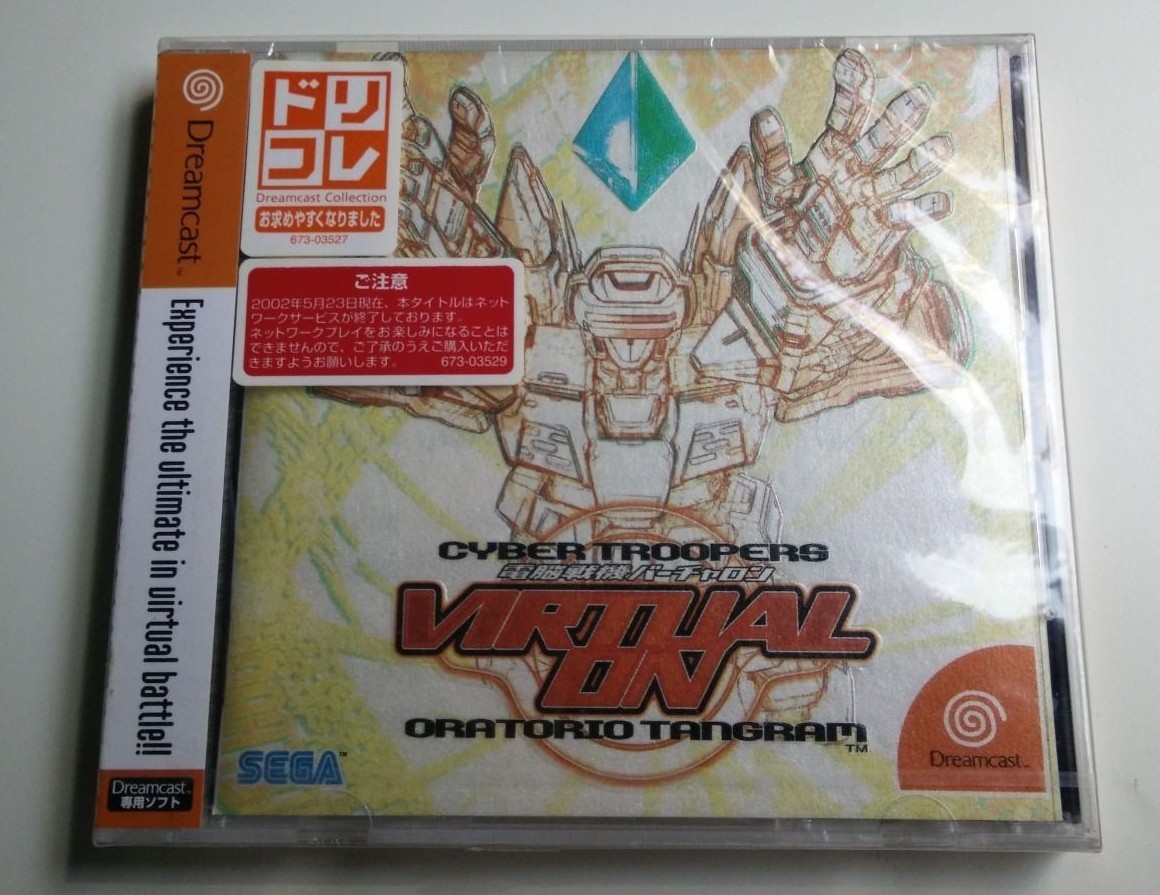 Dreamcast™
Experience the ultimate in virtual battle!!
Dreamcast™
専用ソフト
ドリ
コレ
Dreamcast Collection
お求めやすくなりました
673-03527
ご注意
2002年5月23日現在、本タイトルはネット
ワークサービスが終了しております。
ネットワークプレイをお楽しみになることは
できませんので、ご了承のうえご購入いただ
きますようお願いします。 673-03529
CYBER TROOPERS
電脳戦機バーチャロン
VIRTUAL
ON
ORATORIO TANGRAM
TM
SEGA™
Dreamcast™